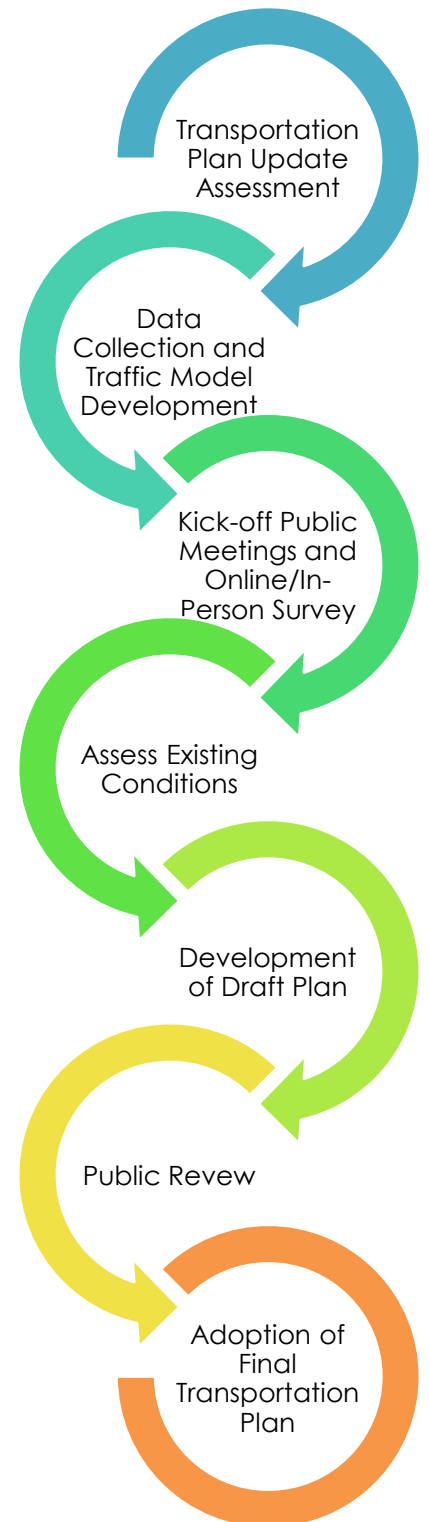 Transportation
Plan Update
Assessment
Data
Collection and
Traffic Model
Development
Kick-off Public
Meetings and
Online/In-
Person Survey
Assess Existing
Conditions
Development
of Draft Plan
Public Revew
Adoption of
Final
Transportation
Plan